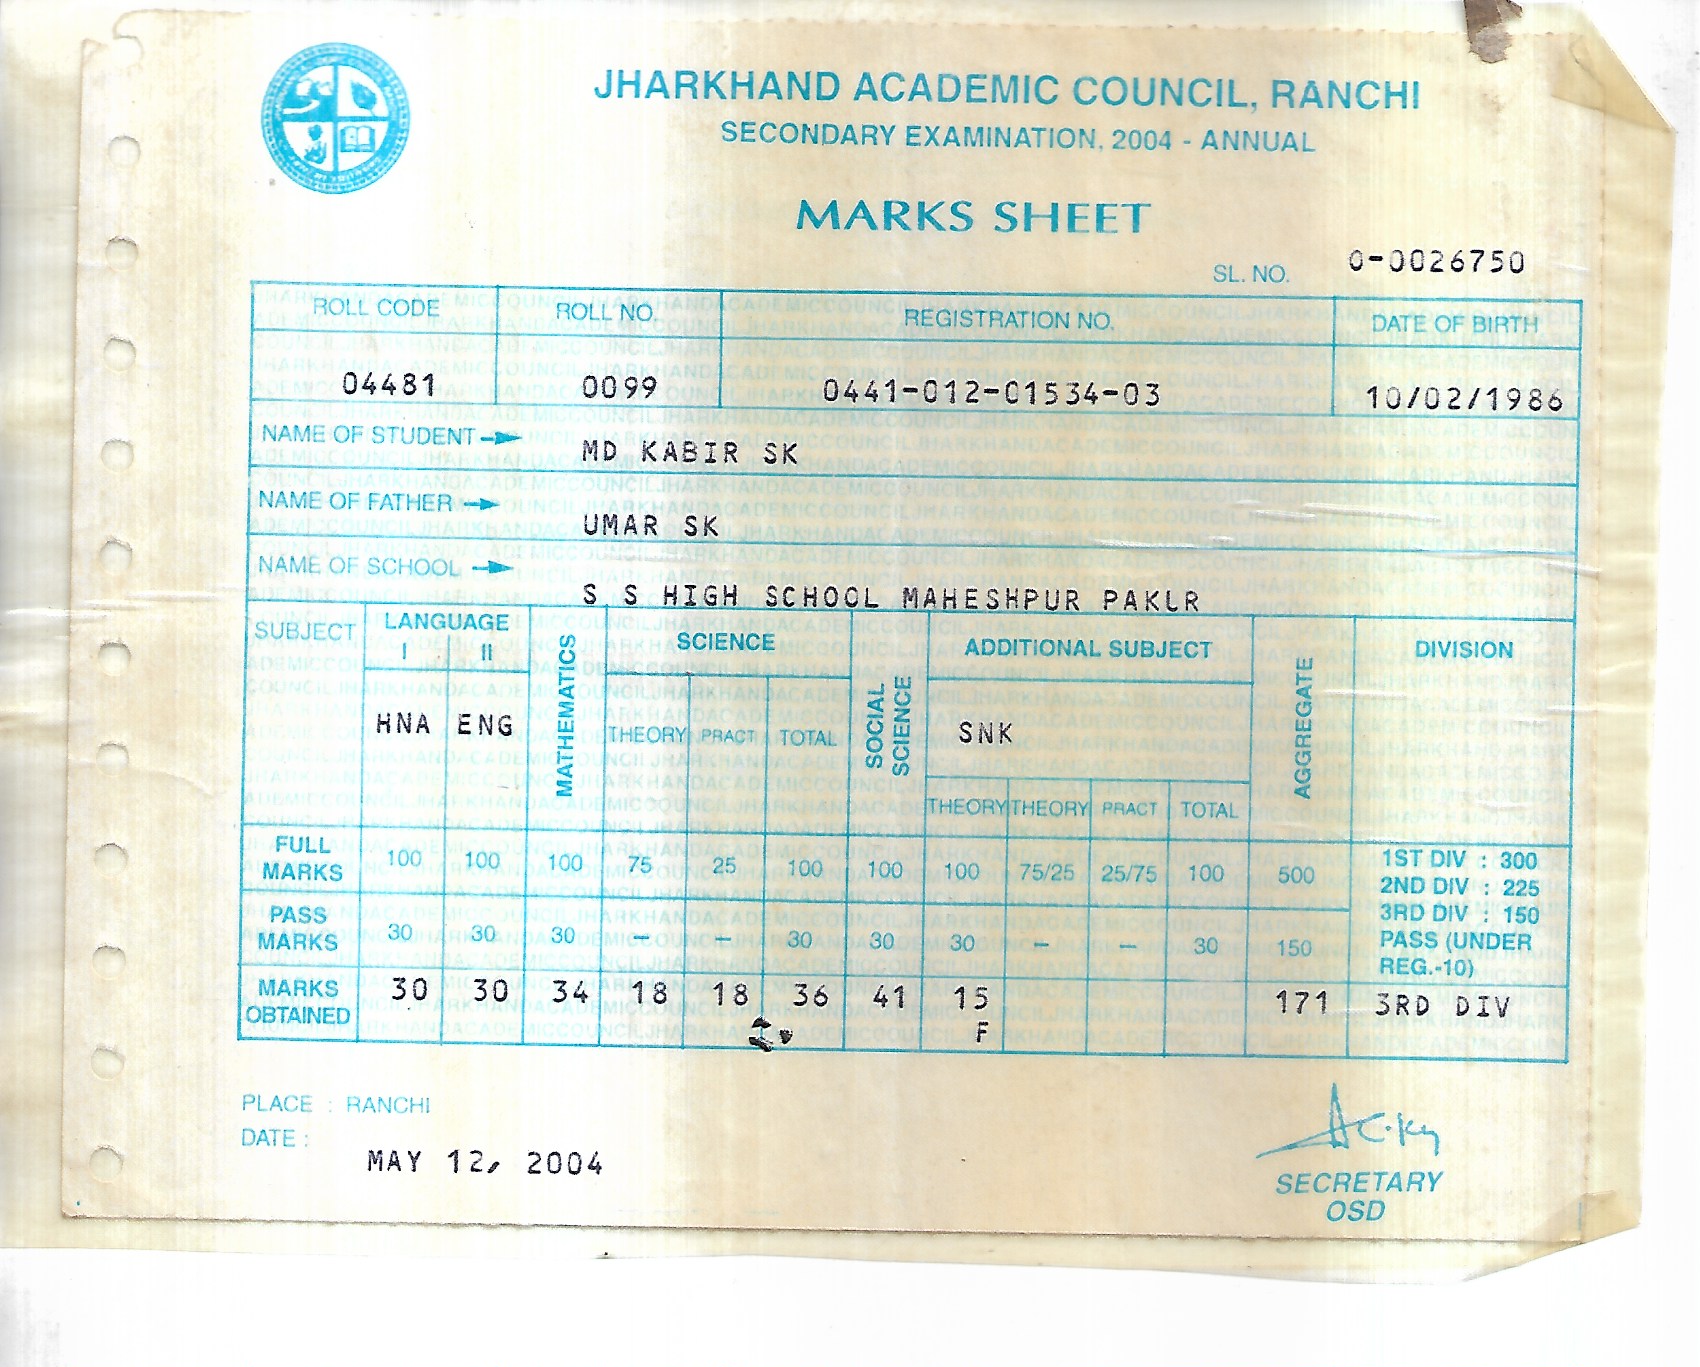 JHARKHAND ACADEMIC COUNCIL, RANCHI
SECONDARY EXAMINATION, 2004 - ANNUAL
MARKS SHEET
SL. NO. 0-0026750
ROLL CODE ROLL NO. REGISTRATION NO. DATE OF BIRTH
04481 0099 0441-012-01534-03 10/02/1986
NAME OF STUDENT MD KABIR SK
NAME OF FATHER UMAR SK
NAME OF SCHOOL S S HIGH SCHOOL MAHESHPUR PAKLR
SUBJECT LANGUAGE MATHEMATICS SCIENCE SOCIAL SCIENCE ADDITIONAL SUBJECT AGGREGATE DIVISION
I II
HNA ENG THEORY PRACT TOTAL SNK
THEORY THEORY PRACT TOTAL
FULL MARKS 100 100 100 75 25 100 100 100 75/25 25/75 100 500
1ST DIV : 300
2ND DIV : 225
3RD DIV : 150
PASS (UNDER
REG.-10)
PASS MARKS 30 30 30 – – 30 30 30 – – 30 150
MARKS OBTAINED 30 30 34 18 18 36 41 15 171 3RD DIV
F
PLACE : RANCHI
DATE :
MAY 12, 2004
SECRETARY
OSD